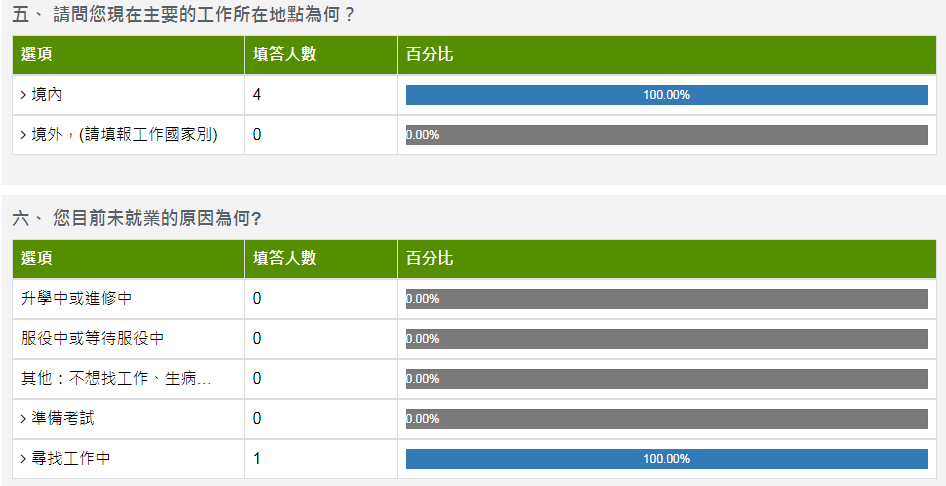 五、 請問您現在主要的工作所在地點為何？
選項 填答人數 百分比
> 境內 4 100.00%
> 境外，(請填報工作國家別) 0 0.00%
六、 您目前未就業的原因為何?
選項 填答人數 百分比
升學中或進修中 0 0.00%
服役中或等待服役中 0 0.00%
其他：不想找工作、生病... 0 0.00%
> 準備考試 0 0.00%
> 尋找工作中 1 100.00%